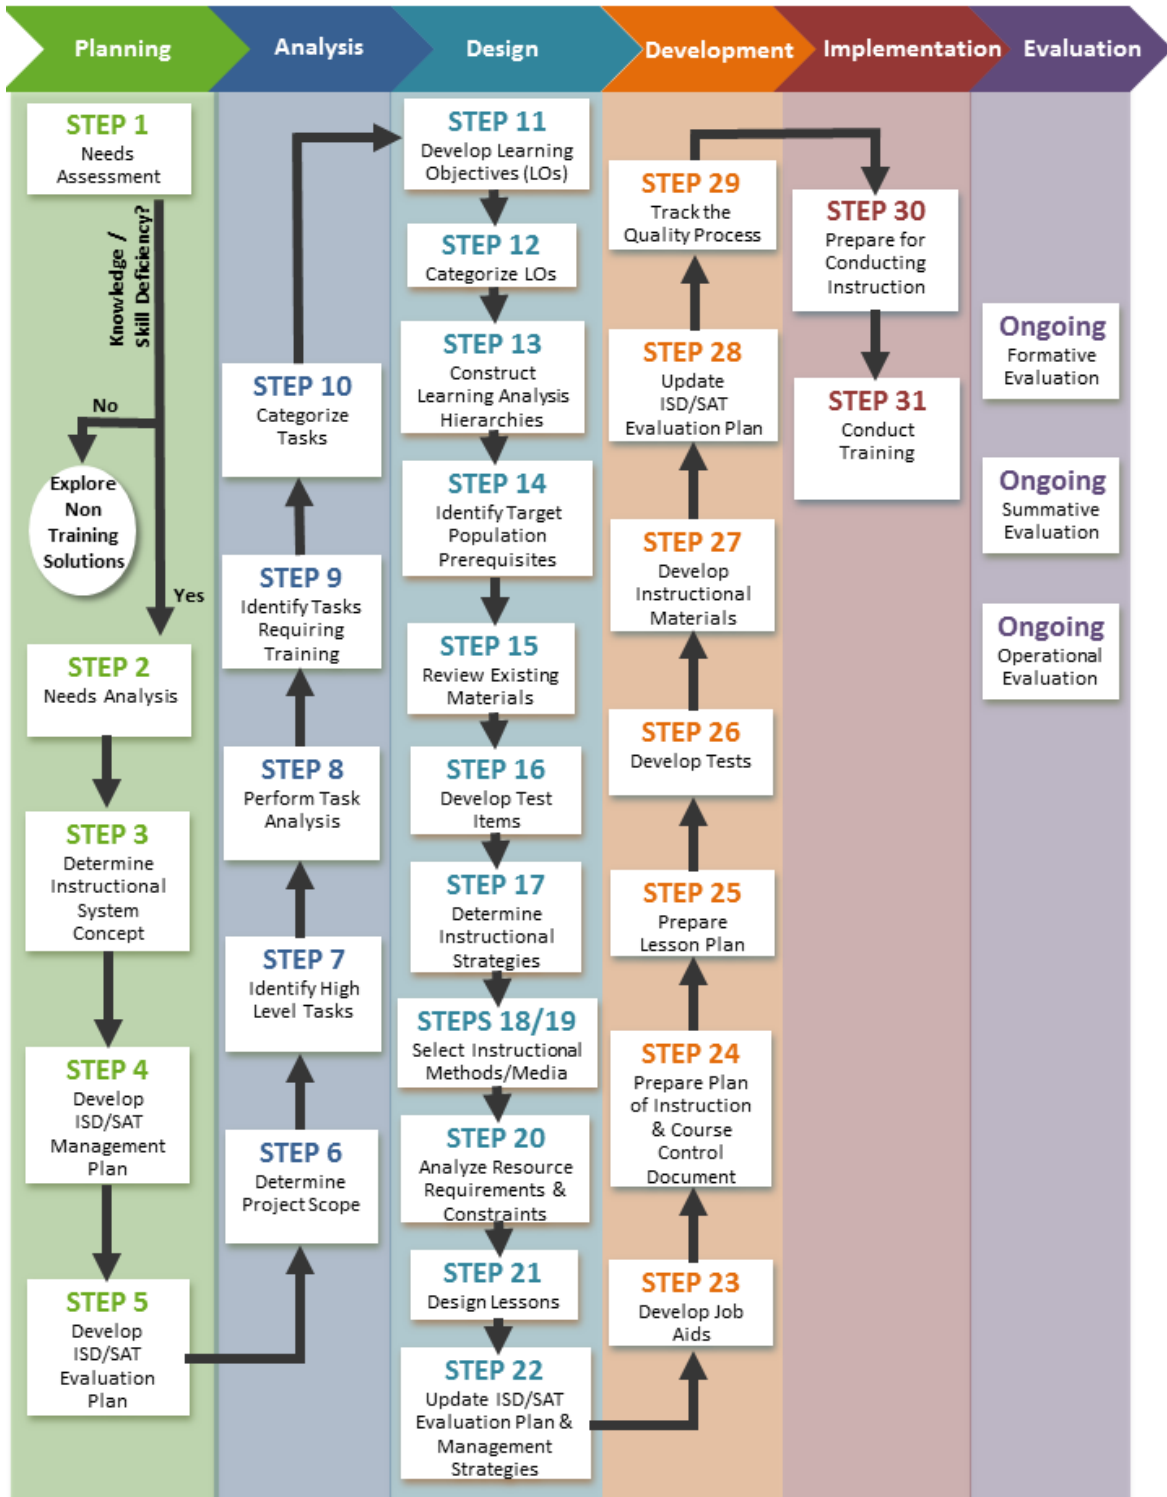 Planning
Analysis
Design
Development
Implementation
Evaluation
STEP 1
Needs
Assessment
Knowledge /
Skill Deficiency?
No
Explore
Non
Training
Solutions
Yes
STEP 2
Needs Analysis
STEP 3
Determine
Instructional
System
Concept
STEP 4
Develop
ISD/SAT
Management
Plan
STEP 5
Develop
ISD/SAT
Evaluation
Plan
STEP 10
Categorize
Tasks
STEP 9
Identify Tasks
Requiring
Training
STEP 8
Perform Task
Analysis
STEP 7
Identify High
Level Tasks
STEP 6
Determine
Project Scope
STEP 11
Develop Learning
Objectives (LOs)
STEP 12
Categorize LOs
STEP 13
Construct
Learning Analysis
Hierarchies
STEP 14
Identify Target
Population
Prerequisites
STEP 15
Review Existing
Materials
STEP 16
Develop Test
Items
STEP 17
Determine
Instructional
Strategies
STEPS 18/19
Select Instructional
Methods/Media
STEP 20
Analyze Resource
Requirements &
Constraints
STEP 21
Design Lessons
STEP 22
Update ISD/SAT
Evaluation Plan &
Management
Strategies
STEP 29
Track the
Quality Process
STEP 28
Update
ISD/SAT
Evaluation Plan
STEP 27
Develop
Instructional
Materials
STEP 26
Develop Tests
STEP 25
Prepare
Lesson Plan
STEP 24
Prepare Plan
of Instruction
& Course
Control
Document
STEP 23
Develop Job
Aids
STEP 30
Prepare for
Conducting
Instruction
STEP 31
Conduct
Training
Ongoing
Formative
Evaluation
Ongoing
Summative
Evaluation
Ongoing
Operational
Evaluation